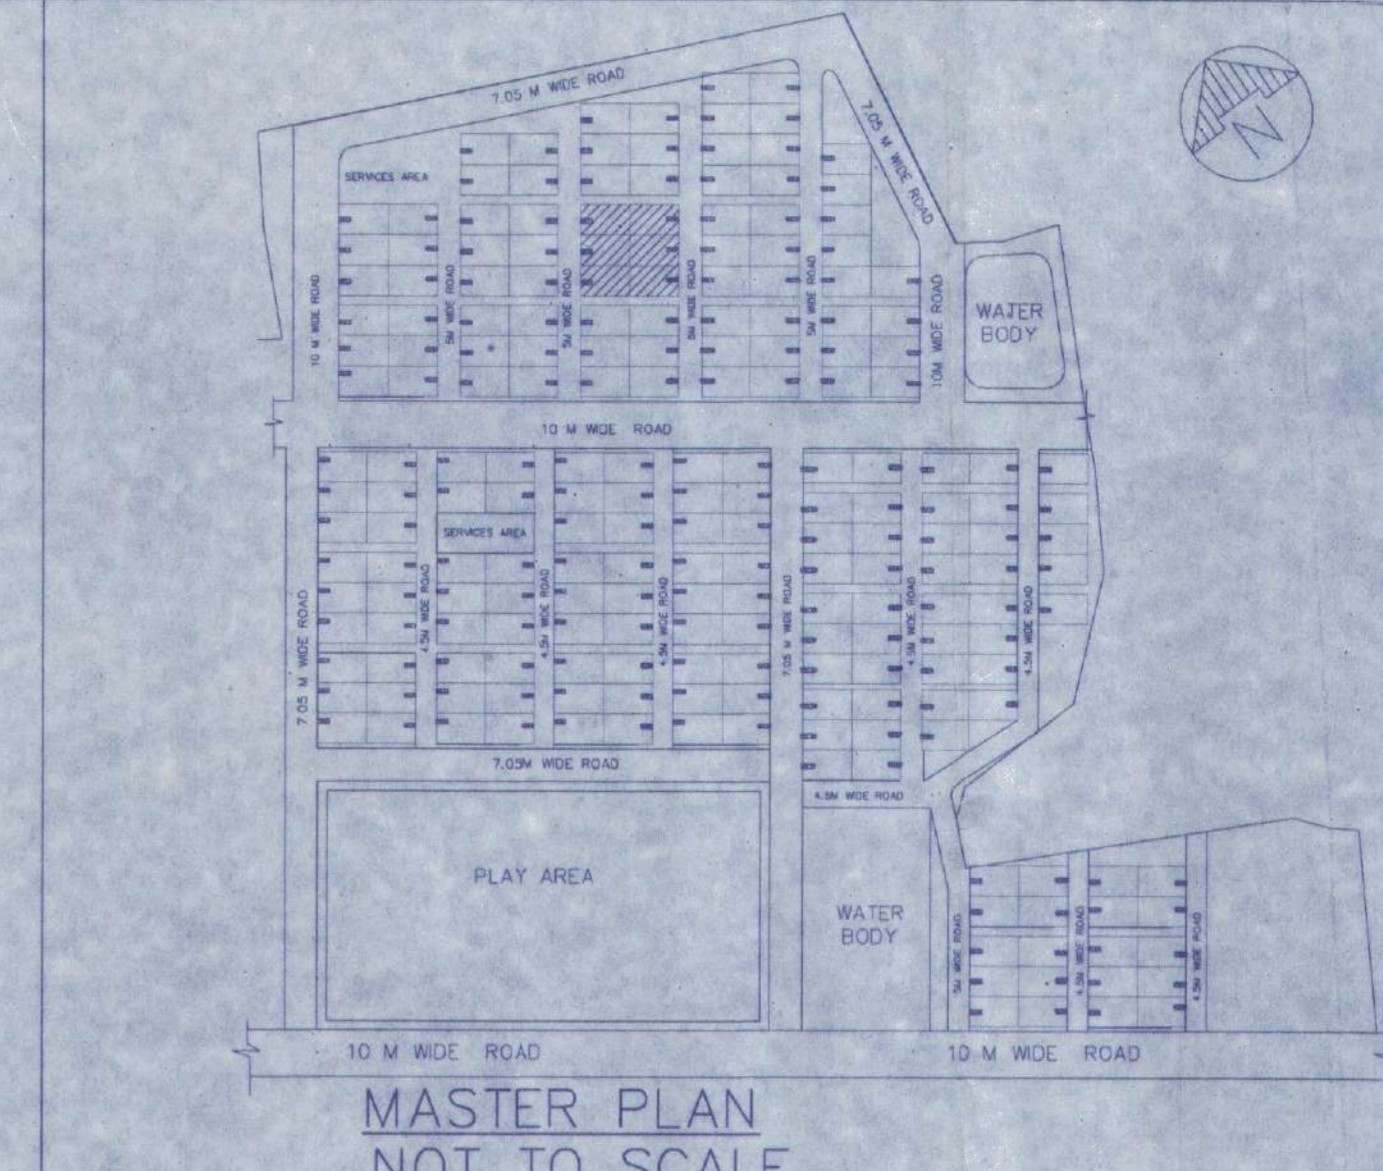 7.05 M WIDE ROAD
7.05 M WIDE ROAD
N
SERVICES AREA
10 M WIDE ROAD
5M WIDE ROAD
5M WIDE ROAD
5M WIDE ROAD
5M WIDE ROAD
10M WIDE ROAD
WATER
BODY
10 M WIDE ROAD
SERVICES AREA
7.05 M WIDE ROAD
4.5M WIDE ROAD
4.5M WIDE ROAD
4.5M WIDE ROAD
7.05 M WIDE ROAD
4.5M WIDE ROAD
4.5M WIDE ROAD
7.05M WIDE ROAD
4.5M WIDE ROAD
PLAY AREA
WATER
BODY
5M WIDE ROAD
4.5M WIDE ROAD
4.5M WIDE ROAD
10 M WIDE ROAD
10 M WIDE ROAD
MASTER PLAN
NOT TO SCALE